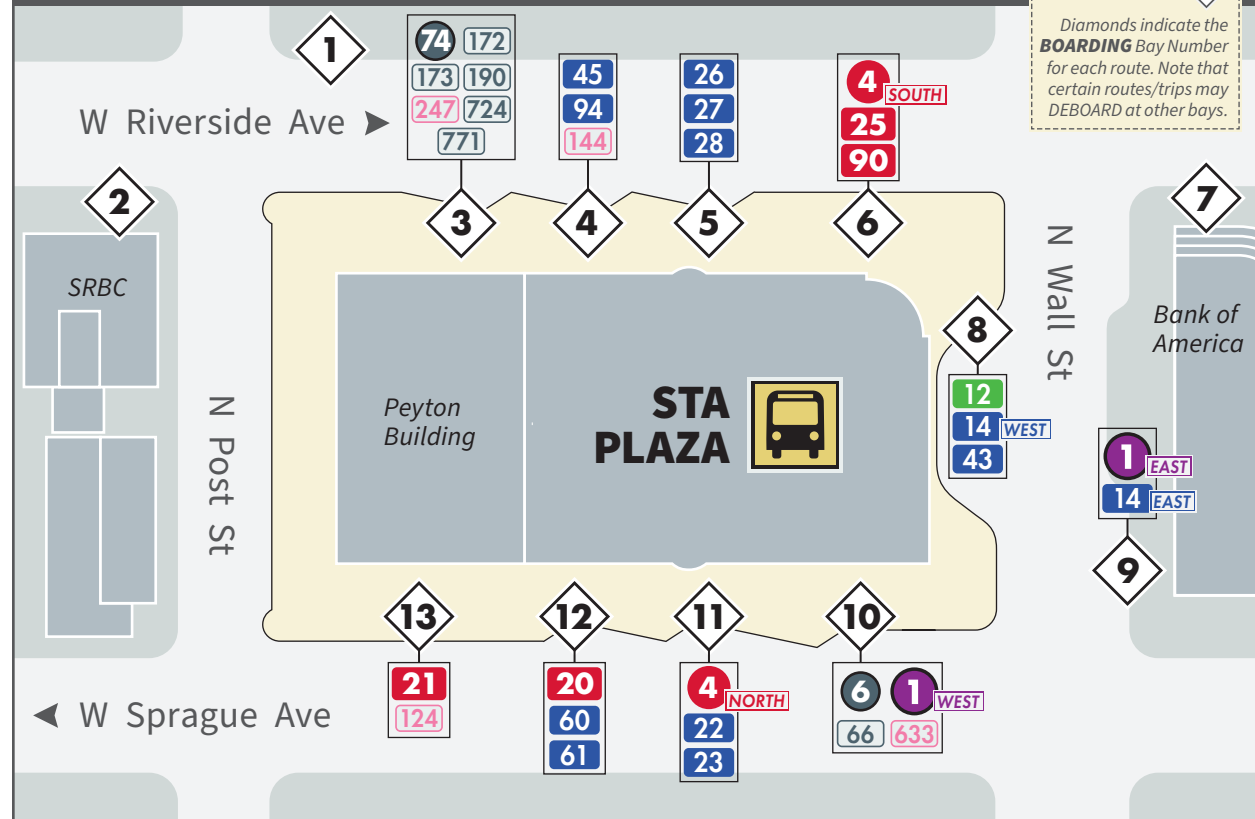 Diamonds indicate the
BOARDING Bay Number
for each route. Note that
certain routes/trips may
DEBOARD at other bays.
1
74 172
173 190
247 724
771
45
94
144
26
27
28
4 SOUTH
25
90
W Riverside Ave
2
3
4
5
6
7
SRBC
N Post St
Peyton
Building
STA
PLAZA
8
12
14 WEST
43
N Wall St
Bank of
America
1 EAST
14 EAST
9
13
12
11
10
21
124
20
60
61
4 NORTH
22
23
6 1 WEST
66 633
W Sprague Ave